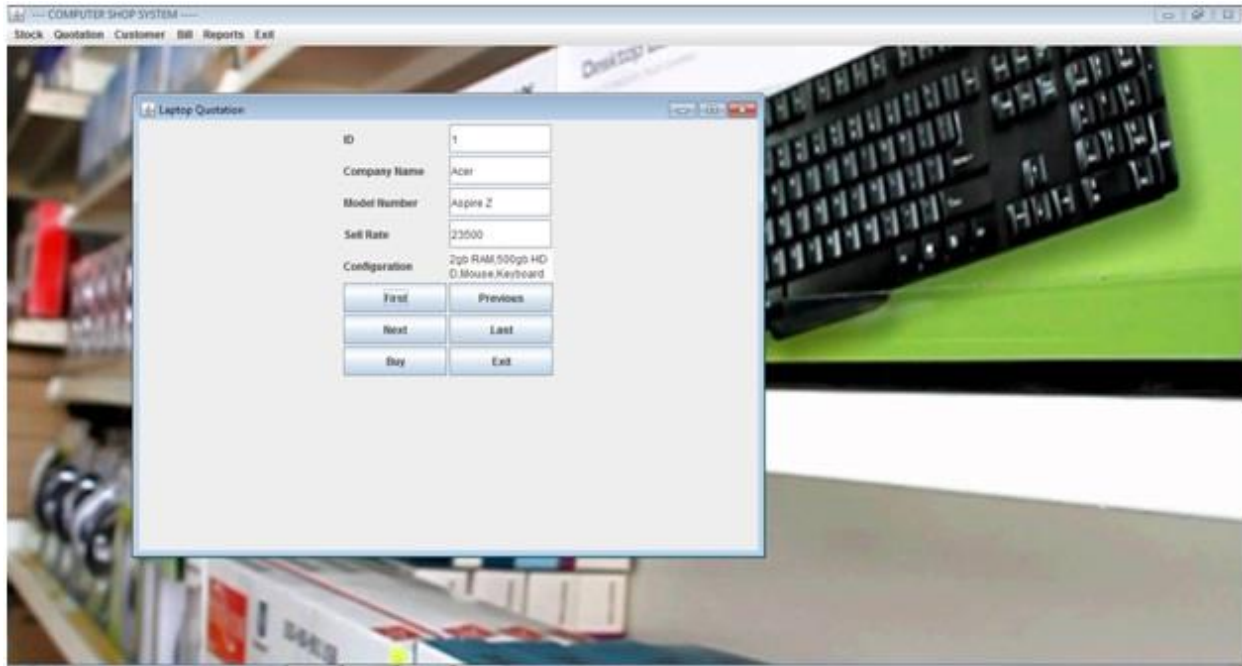 --- COMPUTER SHOP SYSTEM ----
Stock Quotation Customer Bill Reports Exit
Desktop
Laptop Quotation
ID 1
Company Name Acer
Model Number Aspire Z
Sell Rate 23500
Configuration 2gb RAM,500gb HD
D,Mouse,Keyboard
First Previous
Next Last
Buy Exit